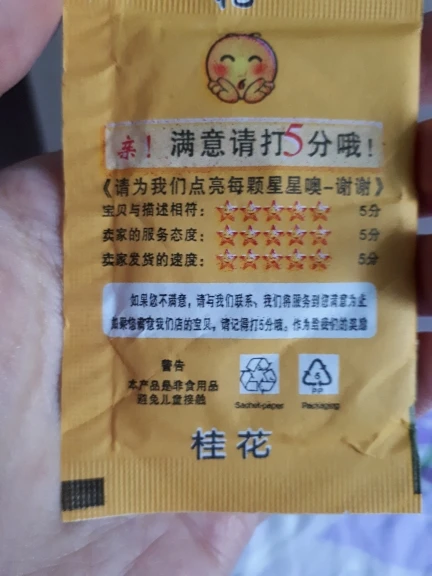 花
亲！满意请打5分哦！
《请为我们点亮每颗星星噢-谢谢》
宝贝与描述相符： 5分
卖家的服务态度： 5分
卖家发货的速度： 5分
如果您不满意，请与我们联系，我们将服务到您满意为止
如果您满意我们店的宝贝，请记得打5分哦。作为给我们的奖励
警告
本产品是非食用品
避免儿童接触
5
PP
Sachet-paper
Packaging
桂花